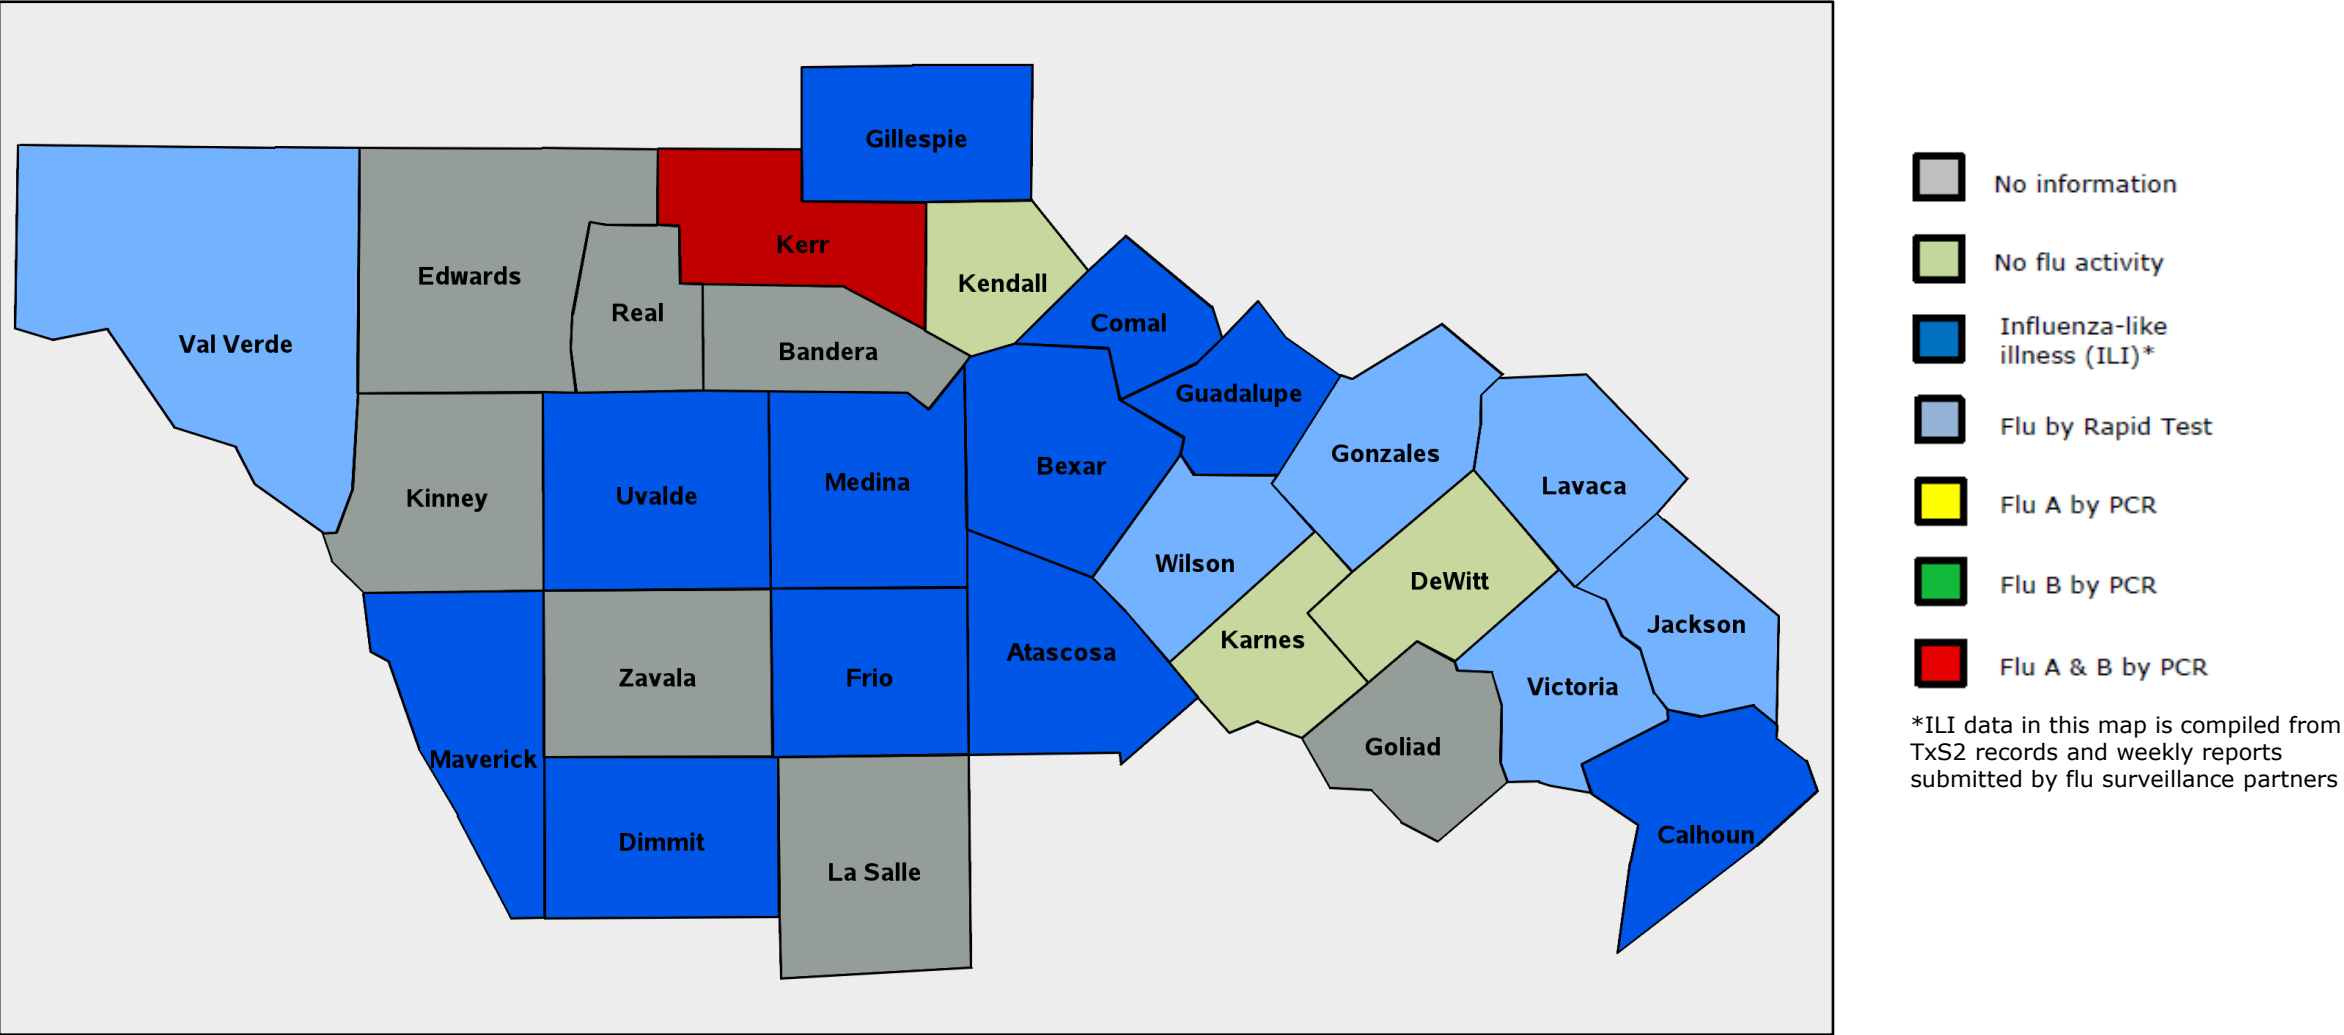 Gillespie
Kerr
Edwards
Kendall
Real
Comal
Val Verde
Bandera
Guadalupe
Gonzales
Bexar
Medina
Lavaca
Kinney
Uvalde
Wilson
DeWitt
Jackson
Karnes
Atascosa
Zavala
Frio
Victoria
Goliad
Maverick
Calhoun
Dimmit
La Salle
No information
No flu activity
Influenza-like
illness (ILI)*
Flu by Rapid Test
Flu A by PCR
Flu B by PCR
Flu A & B by PCR
*ILI data in this map is compiled from
TxS2 records and weekly reports
submitted by flu surveillance partners